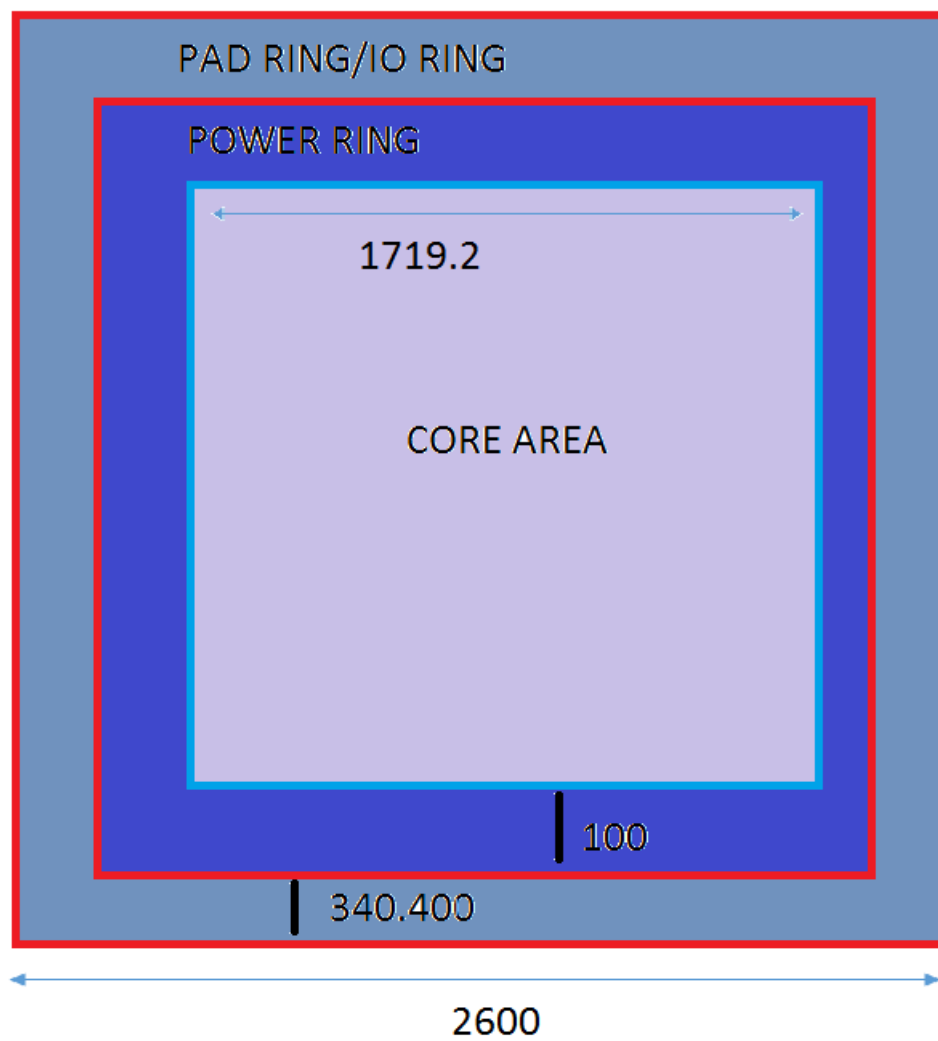 PAD RING/IO RING
POWER RING
1719.2
CORE AREA
100
340.400
2600